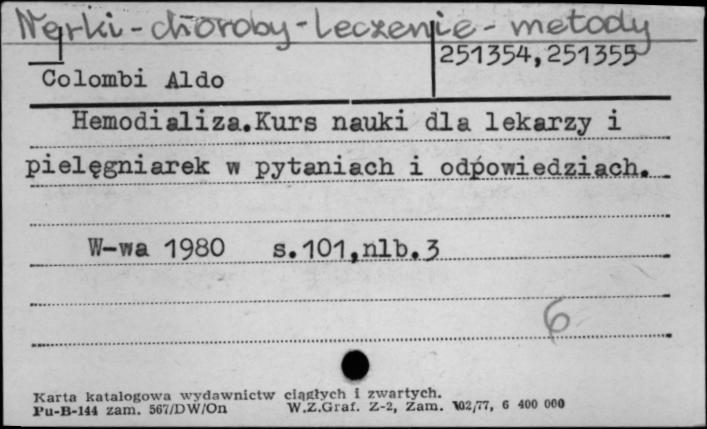 Nerki - choroby - leczenie - metody
251354, 251355
Colombi Aldo
Hemodializa.Kurs nauki dla lekarzy i
pielęgniarek w pytaniach i odpowiedziach.
W-wa 1980 s.101,nlb.3
6
Karta katalogowa wydawnictw ciągłych i zwartych.
Pu-B-144 zam. 567/DW/On W.Z.Graf. Z-2, Zam. 102/77, 6 400 000